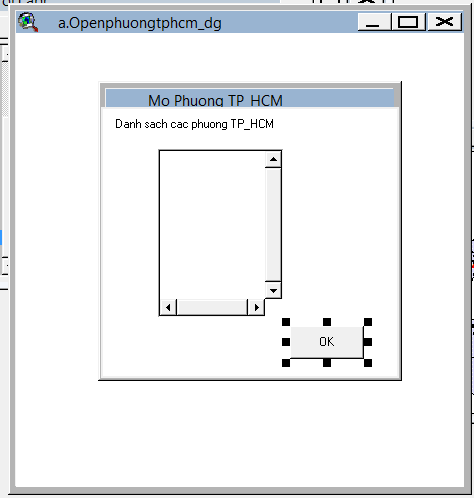 a.Openphuongtphcm_dg
Mo Phuong TP_HCM
Danh sach cac phuong TP_HCM
OK